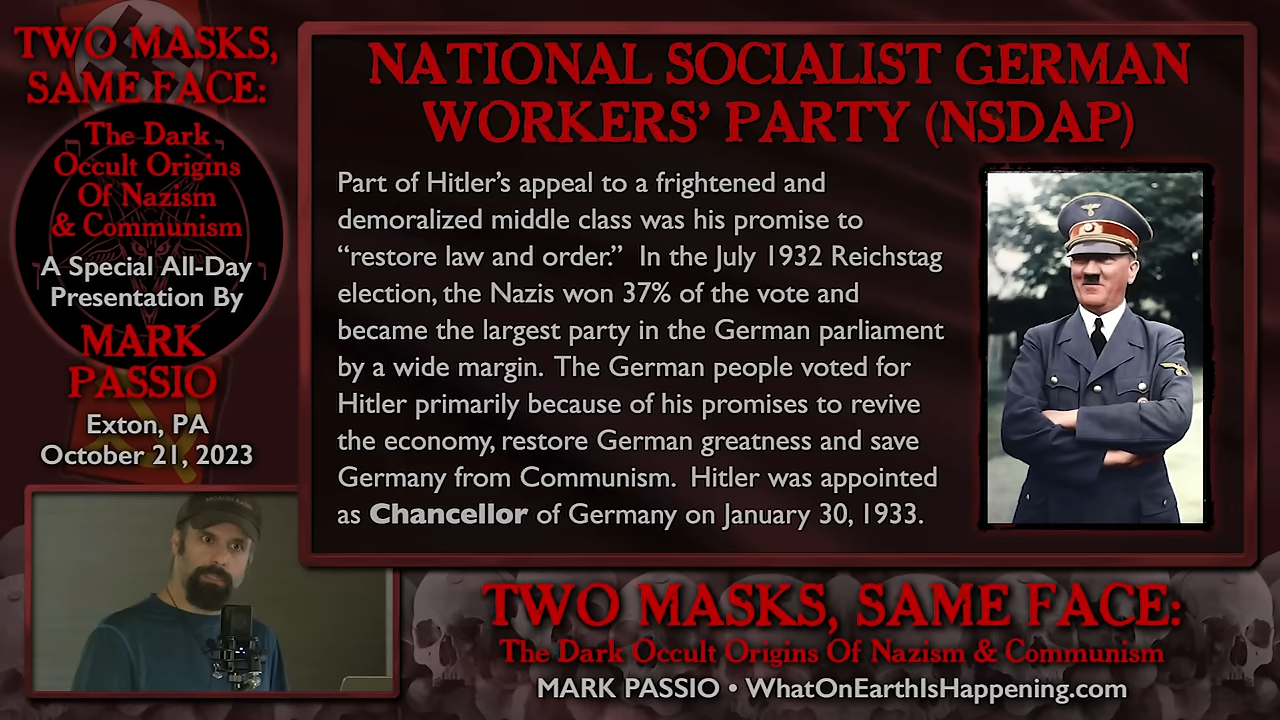 TWO MASKS,
SAME FACE:
The Dark
Occult Origins
Of Nazism
& Communism
A Special All-Day
Presentation By
MARK
PASSIO
Exton, PA
October 21, 2023
NATIONAL SOCIALIST GERMAN
WORKERS’ PARTY (NSDAP)
Part of Hitler’s appeal to a frightened and
demoralized middle class was his promise to
“restore law and order.” In the July 1932 Reichstag
election, the Nazis won 37% of the vote and
became the largest party in the German parliament
by a wide margin. The German people voted for
Hitler primarily because of his promises to revive
the economy, restore German greatness and save
Germany from Communism. Hitler was appointed
as Chancellor of Germany on January 30, 1933.
TWO MASKS, SAME FACE:
The Dark Occult Origins Of Nazism & Communism
MARK PASSIO • WhatOnEarthIsHappening.com